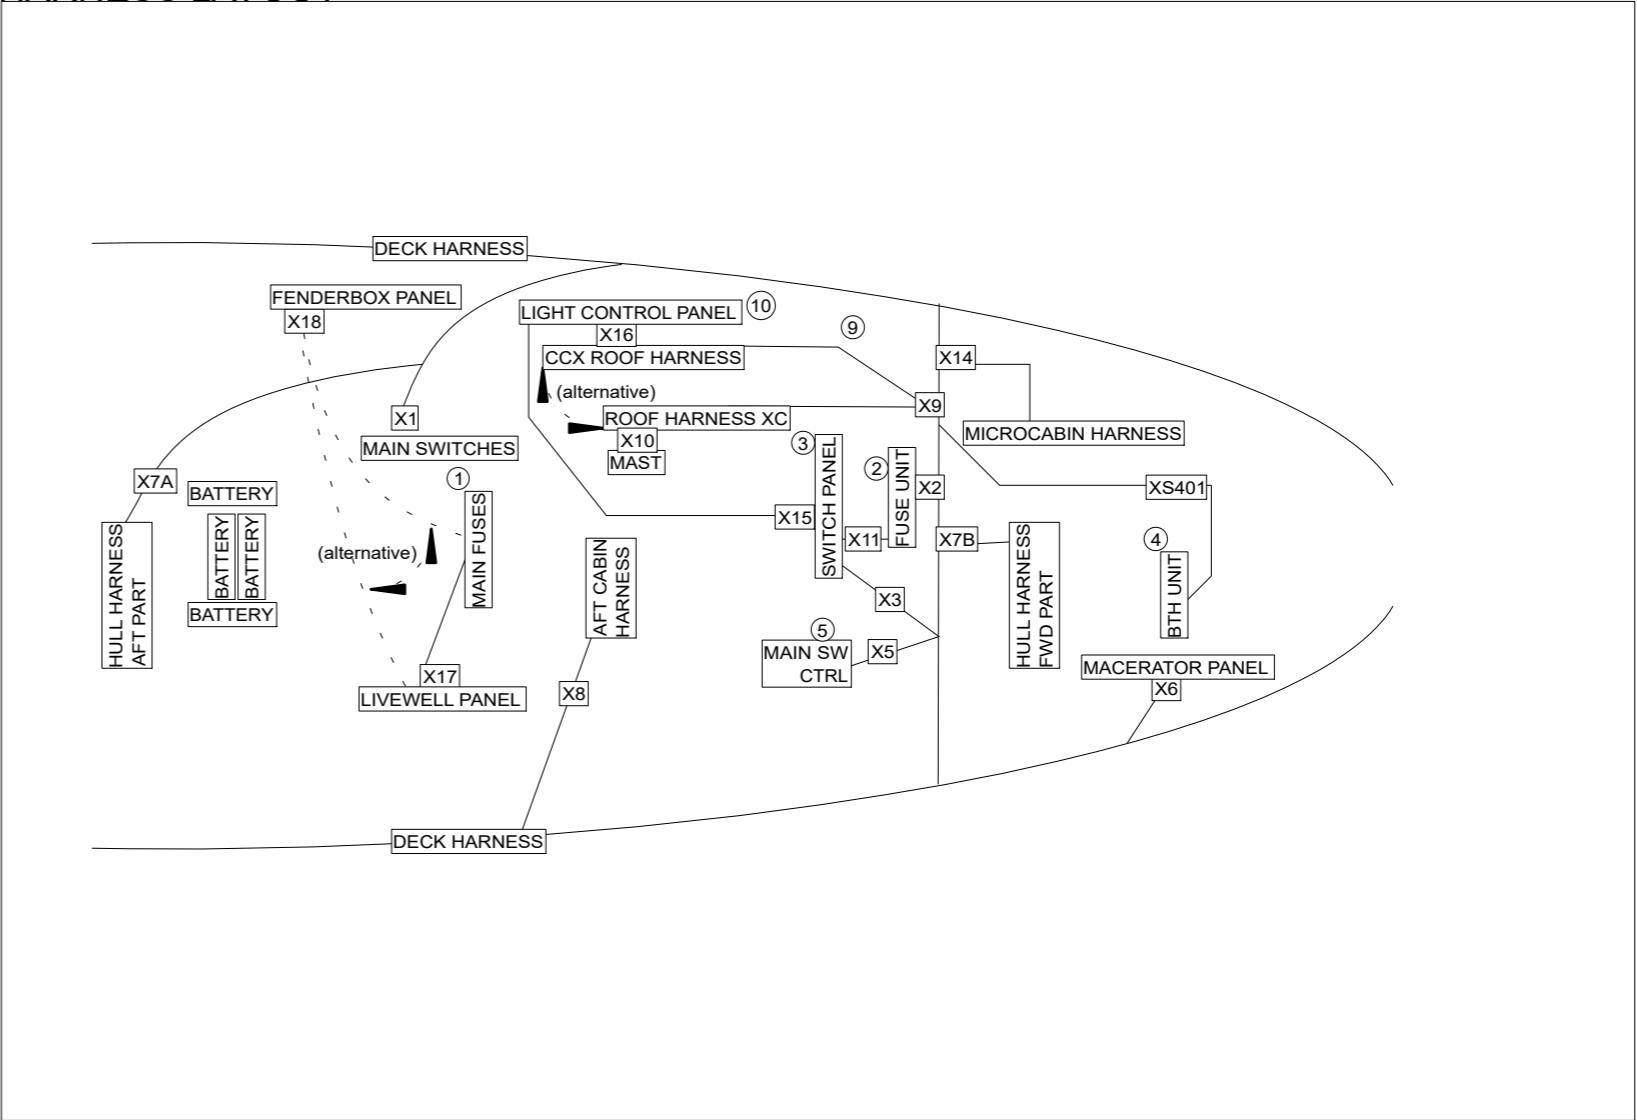 DECK HARNESS
FENDERBOX PANEL
X18
LIGHT CONTROL PANEL
10
X16
9
CCX ROOF HARNESS
X14
(alternative)
X1
ROOF HARNESS XC
X9
X10
MAST
MAIN SWITCHES
MICROCABIN HARNESS
3
SWITCH PANEL
2
FUSE UNIT
X2
1
MAIN FUSES
X7A
BATTERY
BATTERY
BATTERY
BATTERY
HULL HARNESS
AFT PART
(alternative)
XS401
X15
X11
X7B
HULL HARNESS
FWD PART
4
BTH UNIT
AFT CABIN
HARNESS
X3
5
MAIN SW
CTRL
X5
X17
LIVEWELL PANEL
X8
MACERATOR PANEL
X6
DECK HARNESS